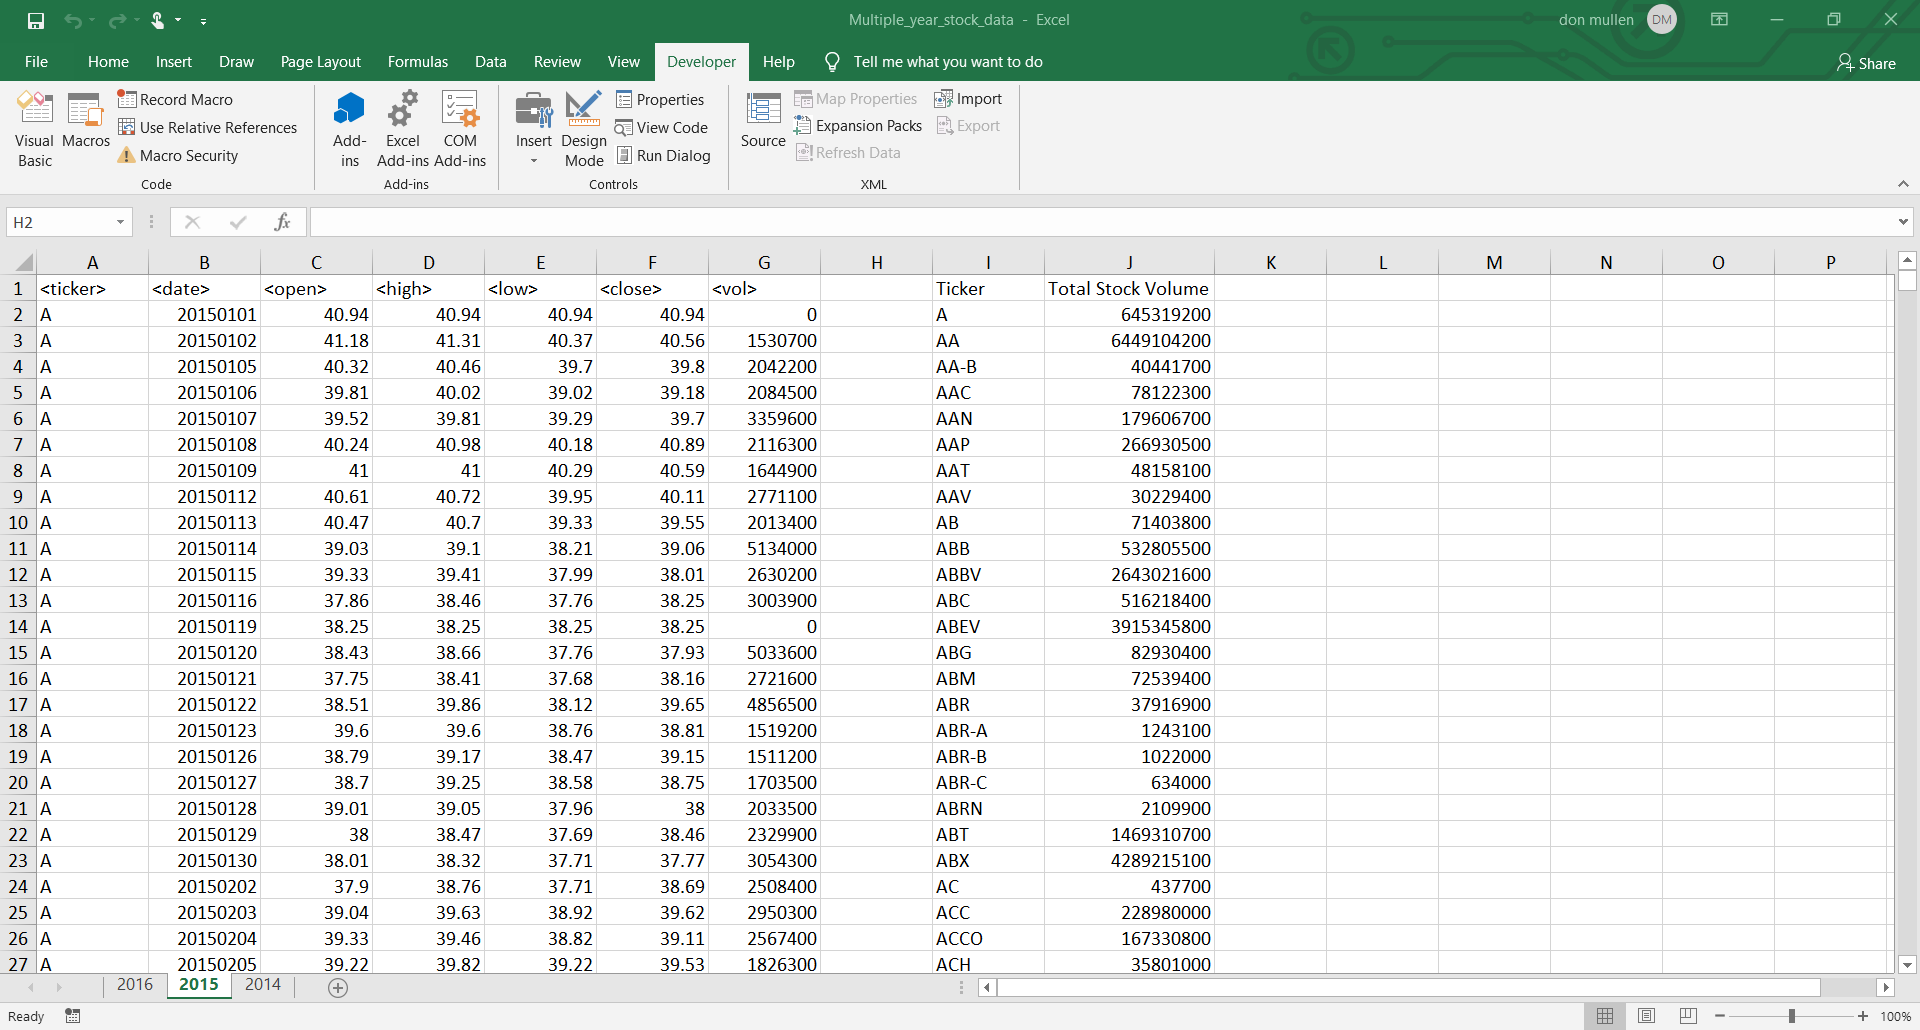 Multiple_year_stock_data - Excel
don mullen DM
File Home Insert Draw Page Layout Formulas Data Review View Developer Help Tell me what you want to do Share
Visual Basic
Macros
Record Macro
Use Relative References
Macro Security
Code
Add-ins
Excel Add-ins
COM Add-ins
Add-ins
Insert
Design Mode
Properties
View Code
Run Dialog
Controls
Source
Map Properties
Expansion Packs
Refresh Data
Import
Export
XML
H2 fx
A B C D E F G H I J K L M N O P
1 <ticker> <date> <open> <high> <low> <close> <vol> Ticker Total Stock Volume
2 A 20150101 40.94 40.94 40.94 40.94 0 A 645319200
3 A 20150102 41.18 41.31 40.37 40.56 1530700 AA 6449104200
4 A 20150105 40.32 40.46 39.7 39.8 2042200 AA-B 40441700
5 A 20150106 39.81 40.02 39.02 39.18 2084500 AAC 78122300
6 A 20150107 39.52 39.81 39.29 39.7 3359600 AAN 179606700
7 A 20150108 40.24 40.98 40.18 40.89 2116300 AAP 266930500
8 A 20150109 41 41 40.29 40.59 1644900 AAT 48158100
9 A 20150112 40.61 40.72 39.95 40.11 2771100 AAV 30229400
10 A 20150113 40.47 40.7 39.33 39.55 2013400 AB 71403800
11 A 20150114 39.03 39.1 38.21 39.06 5134000 ABB 532805500
12 A 20150115 39.33 39.41 37.99 38.01 2630200 ABBV 2643021600
13 A 20150116 37.86 38.46 37.76 38.25 3003900 ABC 516218400
14 A 20150119 38.25 38.25 38.25 38.25 0 ABEV 3915345800
15 A 20150120 38.43 38.66 37.76 37.93 5033600 ABG 82930400
16 A 20150121 37.75 38.41 37.68 38.16 2721600 ABM 72539400
17 A 20150122 38.51 39.86 38.12 39.65 4856500 ABR 37916900
18 A 20150123 39.6 39.6 38.76 38.81 1519200 ABR-A 1243100
19 A 20150126 38.79 39.17 38.47 39.15 1511200 ABR-B 1022000
20 A 20150127 38.7 39.25 38.58 38.75 1703500 ABR-C 634000
21 A 20150128 39.01 39.05 37.96 38 2033500 ABRN 2109900
22 A 20150129 38 38.47 37.69 38.46 2329900 ABT 1469310700
23 A 20150130 38.01 38.32 37.71 37.77 3054300 ABX 4289215100
24 A 20150202 37.9 38.76 37.71 38.69 2508400 AC 437700
25 A 20150203 39.04 39.63 38.92 39.62 2950300 ACC 228980000
26 A 20150204 39.33 39.46 38.82 39.11 2567400 ACCO 167330800
27 A 20150205 39.22 39.82 39.22 39.53 1826300 ACH 35801000
2016 2015 2014
Ready 100%